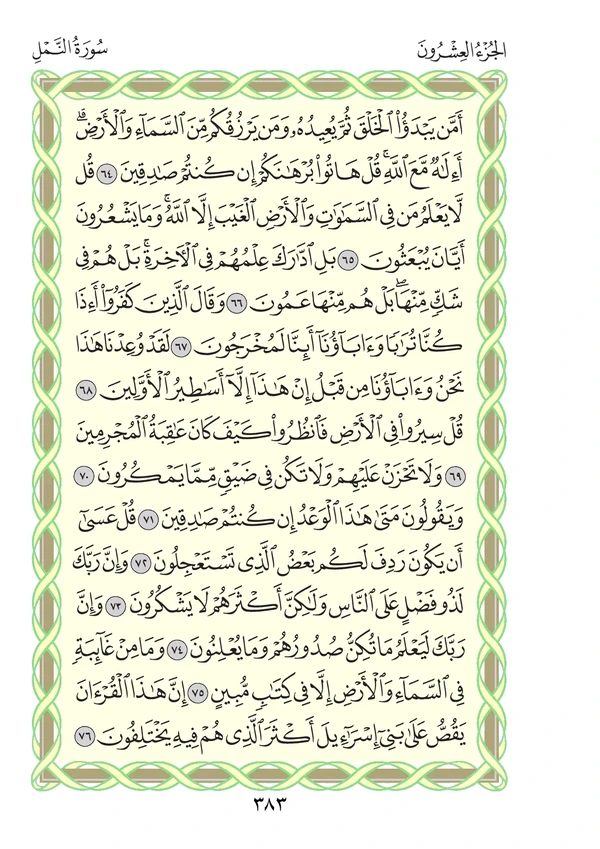 الجُزْءُ العِشْرُونَ سُورَةُ النَّمْلِ
أَمَّن يَبْدَؤُا۟ ٱلْخَلْقَ ثُمَّ يُعِيدُهُۥ وَمَن يَرْزُقُكُم مِّنَ ٱلسَّمَآءِ وَٱلْأَرْضِ ۗ
أَءِلَٰهٌ مَّعَ ٱللَّهِ ۚ قُلْ هَاتُوا۟ بُرْهَٰنَكُمْ إِن كُنتُمْ صَٰدِقِينَ ٦٤ قُل
لَّا يَعْلَمُ مَن فِى ٱلسَّمَٰوَٰتِ وَٱلْأَرْضِ ٱلْغَيْبَ إِلَّا ٱللَّهُ ۚ وَمَا يَشْعُرُونَ
أَيَّانَ يُبْعَثُونَ ٦٥ بَلِ ٱدَّٰرَكَ عِلْمُهُمْ فِى ٱلْءَاخِرَةِ ۚ بَلْ هُمْ فِى
شَكٍّ مِّنْهَا ۖ بَلْ هُم مِّنْهَا عَمُونَ ٦٦ وَقَالَ ٱلَّذِينَ كَفَرُوٓا۟ أَءِذَا
كُنَّا تُرَٰبًا وَءَابَآؤُنَآ أَئِنَّا لَمُخْرَجُونَ ٦٧ لَقَدْ وُعِدْنَا هَٰذَا
نَحْنُ وَءَابَآؤُنَا مِن قَبْلُ إِنْ هَٰذَآ إِلَّآ أَسَٰطِيرُ ٱلْأَوَّلِينَ ٦٨
قُلْ سِيرُوا۟ فِى ٱلْأَرْضِ فَٱنظُرُوا۟ كَيْفَ كَانَ عَٰقِبَةُ ٱلْمُجْرِمِينَ
٦٩ وَلَا تَحْزَنْ عَلَيْهِمْ وَلَا تَكُن فِى ضَيْقٍ مِّمَّا يَمْكُرُونَ ٧٠
وَيَقُولُونَ مَتَىٰ هَٰذَا ٱلْوَعْدُ إِن كُنتُمْ صَٰدِقِينَ ٧١ قُلْ عَسَىٰٓ
أَن يَكُونَ رَدِفَ لَكُم بَعْضُ ٱلَّذِى تَسْتَعْجِلُونَ ٧٢ وَإِنَّ رَبَّكَ
لَذُو فَضْلٍ عَلَى ٱلنَّاسِ وَلَٰكِنَّ أَكْثَرَهُمْ لَا يَشْكُرُونَ ٧٣ وَإِنَّ
رَبَّكَ لَيَعْلَمُ مَا تُكِنُّ صُدُورُهُمْ وَمَا يُعْلِنُونَ ٧٤ وَمَا مِنْ غَآئِبَةٍ
فِى ٱلسَّمَآءِ وَٱلْأَرْضِ إِلَّا فِى كِتَٰبٍ مُّبِينٍ ٧٥ إِنَّ هَٰذَا ٱلْقُرْءَانَ
يَقُصُّ عَلَىٰ بَنِىٓ إِسْرَٰٓءِيلَ أَكْثَرَ ٱلَّذِى هُمْ فِيهِ يَخْتَلِفُونَ ٧٦
٣٨٣